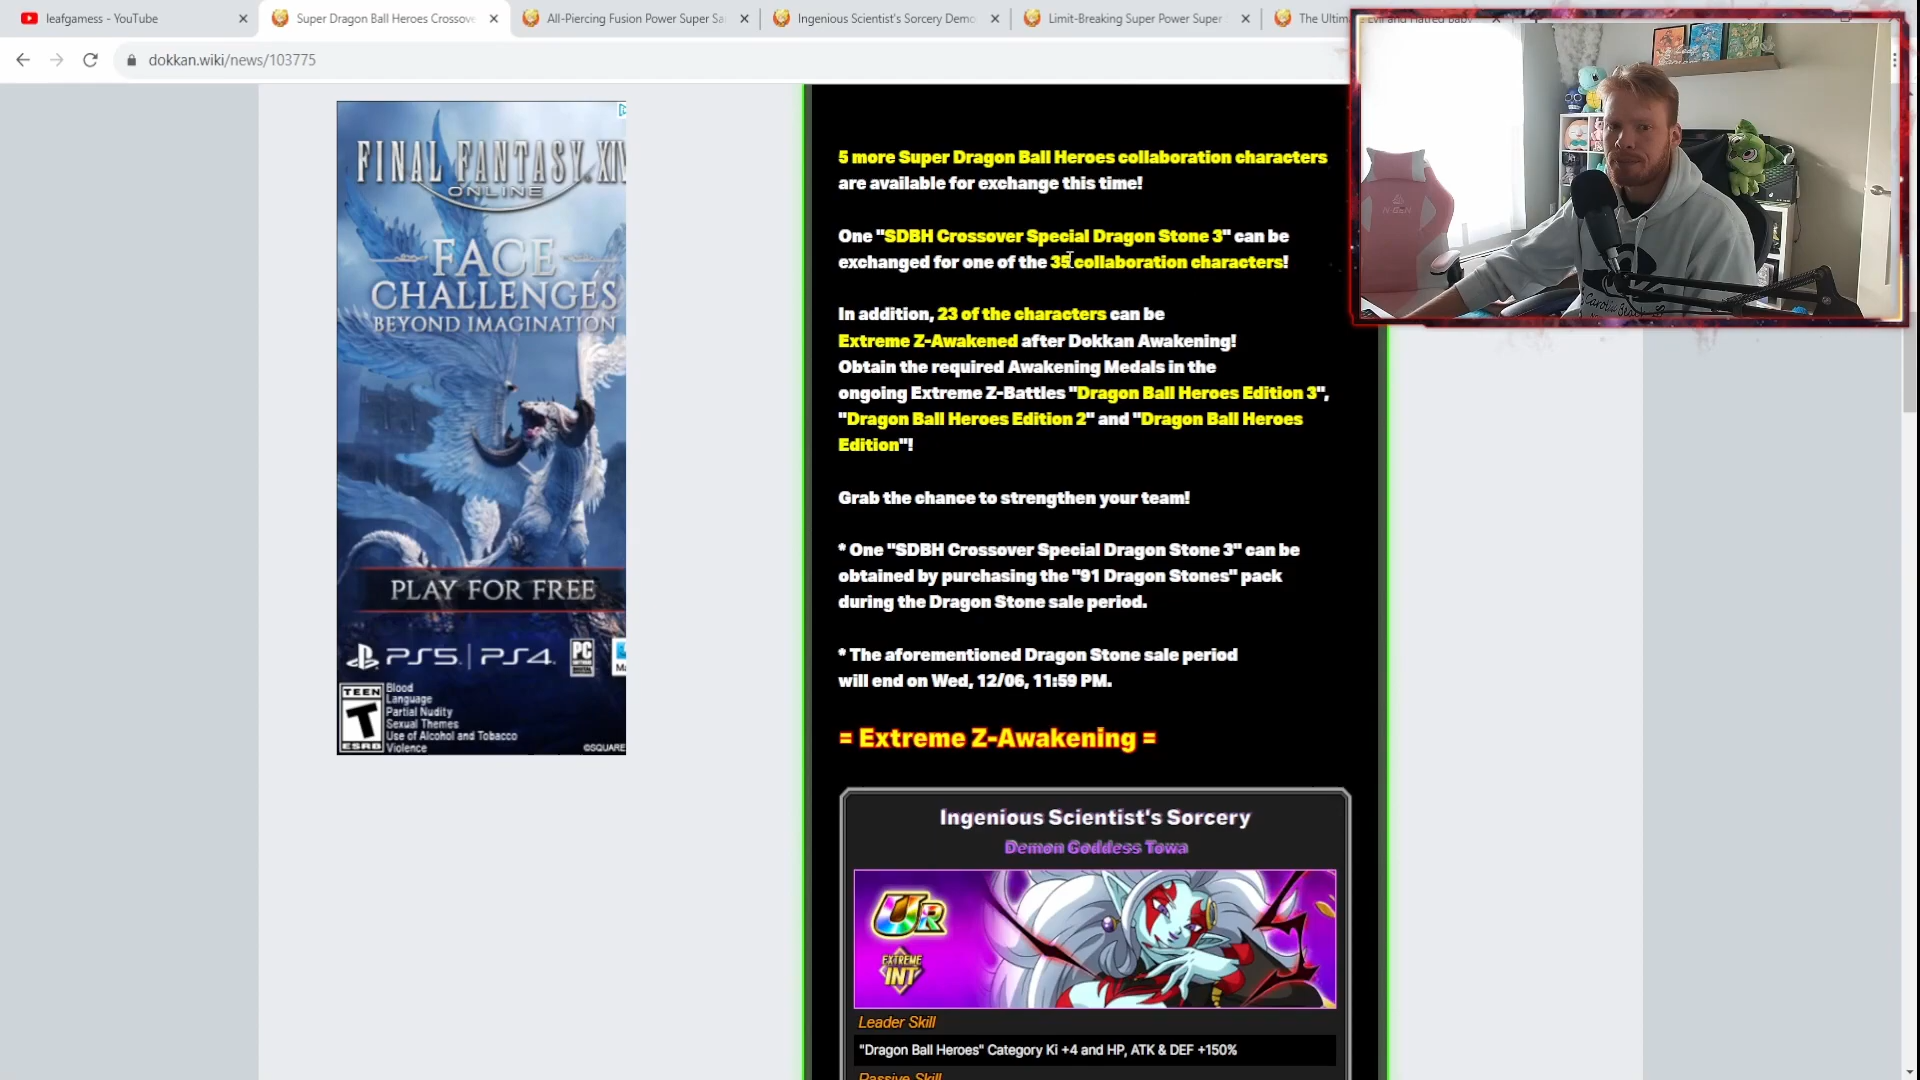 leafgamess - YouTube
Super Dragon Ball Heroes Crossove
All-Piercing Fusion Power Super Sa
Ingenious Scientist's Sorcery Demo
Limit-Breaking Super Power Super
The Ultimate Evil and Hatred Baby
dokkan.wiki/news/103775
FINAL FANTASY XIV
ONLINE
FACE
CHALLENGES
BEYOND IMAGINATION
PLAY FOR FREE
PS5 | PS4 PC
TEEN
T
ESRB
Blood
Language
Partial Nudity
Sexual Themes
Use of Alcohol and Tobacco
Violence
©SQUARE
5 more Super Dragon Ball Heroes collaboration characters
are available for exchange this time!
One "SDBH Crossover Special Dragon Stone 3" can be
exchanged for one of the 35 collaboration characters!
In addition, 23 of the characters can be
Extreme Z-Awakened after Dokkan Awakening!
Obtain the required Awakening Medals in the
ongoing Extreme Z-Battles "Dragon Ball Heroes Edition 3",
"Dragon Ball Heroes Edition 2" and "Dragon Ball Heroes
Edition"!
Grab the chance to strengthen your team!
* One "SDBH Crossover Special Dragon Stone 3" can be
obtained by purchasing the "91 Dragon Stones" pack
during the Dragon Stone sale period.
* The aforementioned Dragon Stone sale period
will end on Wed, 12/06, 11:59 PM.
= Extreme Z-Awakening =
Ingenious Scientist's Sorcery
Demon Goddess Towa
UR
EXTREME
INT
Leader Skill
"Dragon Ball Heroes" Category Ki +4 and HP, ATK & DEF +150%
Passive Skill